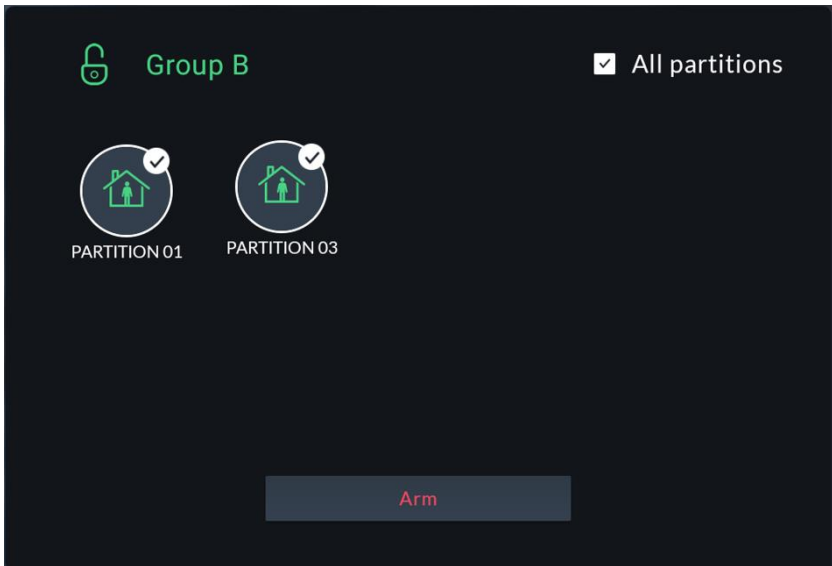 Group B
All partitions
PARTITION 01
PARTITION 03
Arm